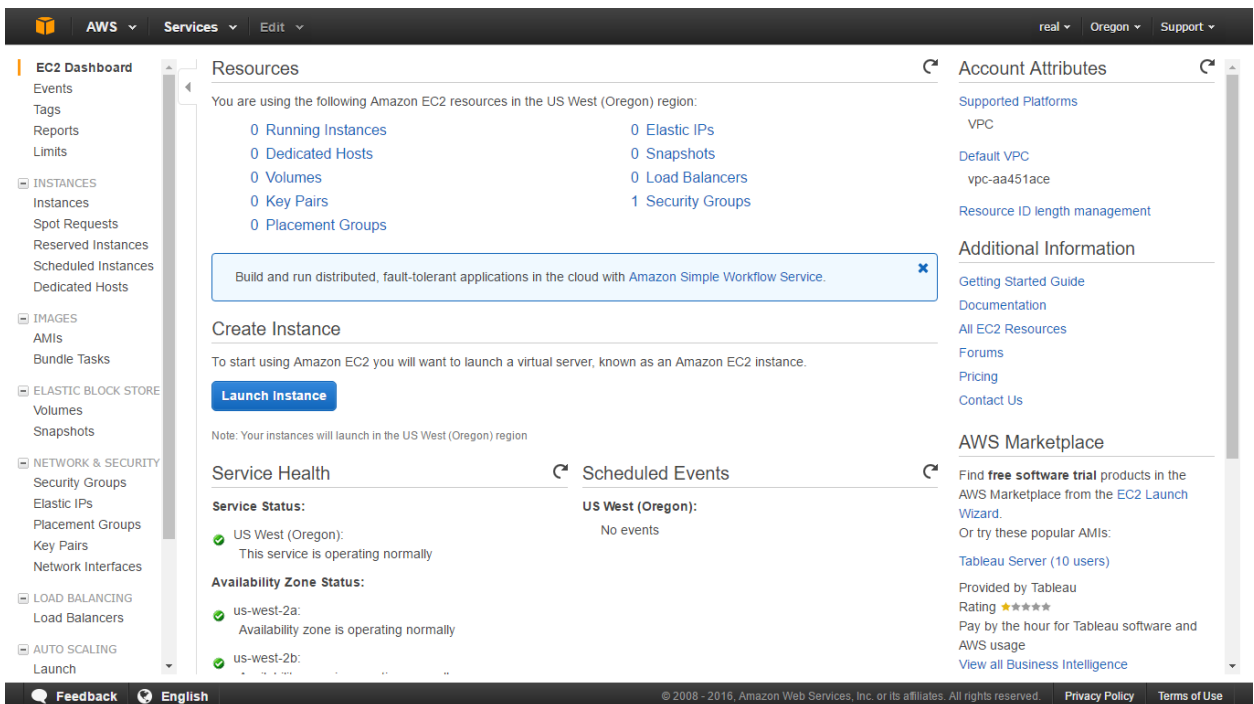 AWS Services Edit real Oregon Support
EC2 Dashboard
Events
Tags
Reports
Limits
INSTANCES
Instances
Spot Requests
Reserved Instances
Scheduled Instances
Dedicated Hosts
IMAGES
AMIs
Bundle Tasks
ELASTIC BLOCK STORE
Volumes
Snapshots
NETWORK & SECURITY
Security Groups
Elastic IPs
Placement Groups
Key Pairs
Network Interfaces
LOAD BALANCING
Load Balancers
AUTO SCALING
Launch
Resources
You are using the following Amazon EC2 resources in the US West (Oregon) region:
0 Running Instances
0 Dedicated Hosts
0 Volumes
0 Key Pairs
0 Placement Groups
0 Elastic IPs
0 Snapshots
0 Load Balancers
1 Security Groups
Build and run distributed, fault-tolerant applications in the cloud with Amazon Simple Workflow Service.
Create Instance
To start using Amazon EC2 you will want to launch a virtual server, known as an Amazon EC2 instance.
Launch Instance
Note: Your instances will launch in the US West (Oregon) region
Service Health
Service Status:
US West (Oregon):
This service is operating normally
Availability Zone Status:
us-west-2a:
Availability zone is operating normally
us-west-2b:
Scheduled Events
US West (Oregon):
No events
Account Attributes
Supported Platforms
VPC
Default VPC
vpc-aa451ace
Resource ID length management
Additional Information
Getting Started Guide
Documentation
All EC2 Resources
Forums
Pricing
Contact Us
AWS Marketplace
Find free software trial products in the
AWS Marketplace from the EC2 Launch
Wizard.
Or try these popular AMIs:
Tableau Server (10 users)
Provided by Tableau
Rating
Pay by the hour for Tableau software and
AWS usage
View all Business Intelligence
Feedback English © 2008 - 2016, Amazon Web Services, Inc. or its affiliates. All rights reserved. Privacy Policy Terms of Use